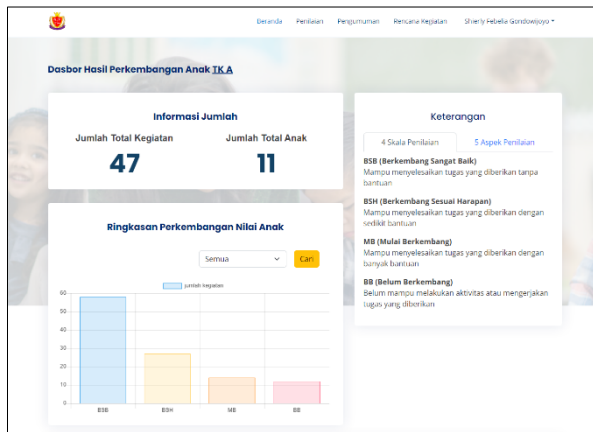 Beranda Penilaian Pengumuman Rencana Kegiatan Shierly Febelia Gondowijoyo
Dasbor Hasil Perkembangan Anak TK A
Informasi Jumlah
Jumlah Total Kegiatan Jumlah Total Anak
47 11
Ringkasan Perkembangan Nilai Anak
Semua Cari
Jumlah Kegiatan
60
50
40
30
20
10
0
BSB BSH MB BB
Keterangan
4 Skala Penilaian 5 Aspek Penilaian
BSB (Berkembang Sangat Baik)
Mampu menyelesaikan tugas yang diberikan tanpa
bantuan
BSH (Berkembang Sesuai Harapan)
Mampu menyelesaikan tugas yang diberikan dengan
sedikit bantuan
MB (Mulai Berkembang)
Mampu menyelesaikan tugas yang diberikan dengan
banyak bantuan
BB (Belum Berkembang)
Belum mampu melakukan aktivitas atau mengerjakan
tugas yang diberikan